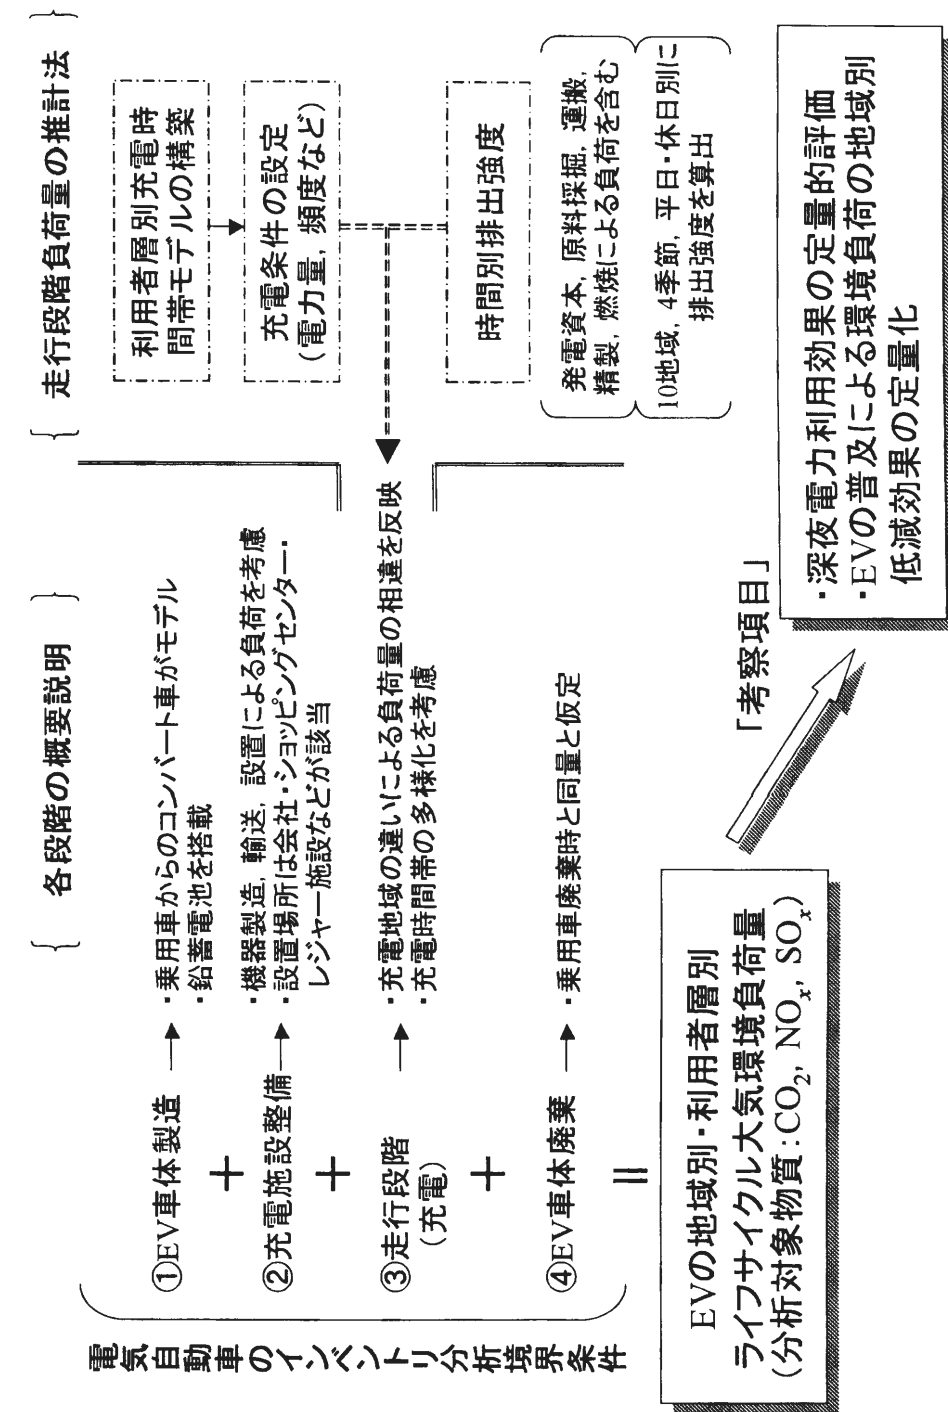 電気自動車のインベントリ分析境界条件
｛各段階の概要説明｝
｛走行段階負荷量の推計法｝
①EV車体製造
・乗用車からのコンバート車がモデル
・鉛蓄電池を搭載
＋
②充電施設整備
・機器製造, 輸送, 設置による負荷を考慮
・設置場所は会社・ショッピングセンター・
レジャー施設などが該当
＋
③走行段階
（充電）
・充電地域の違いによる負荷量の相違を反映
・充電時間帯の多様化を考慮
＋
④EV車体廃棄
・乗用車廃棄時と同量と仮定
＝
利用者層別充電時
間帯モデルの構築
充電条件の設定
（電力量, 頻度など）
時間別排出強度
発電資本, 原料採掘, 運搬,
精製, 燃焼による負荷を含む
10地域, 4季節, 平日・休日別に
排出強度を算出
EVの地域別・利用者層別
ライフサイクル大気環境負荷量
（分析対象物質：CO₂, NOₓ, SOₓ）
「考察項目」
・深夜電力利用効果の定量的評価
・EVの普及による環境負荷の地域別
低減効果の定量化